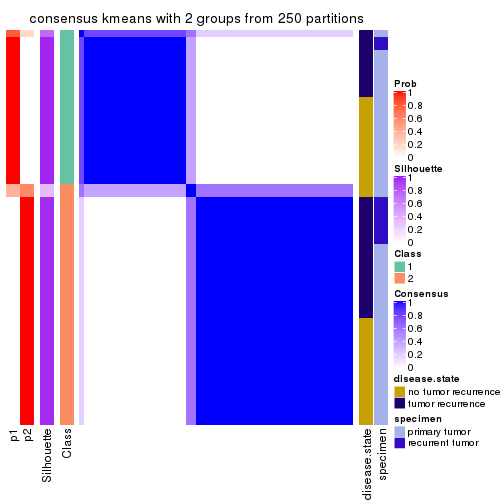 consensus kmeans with 2 groups from 250 partitions
Prob
1
0.8
0.6
0.4
0.2
0
Silhouette
1
0.8
0.6
0.4
0.2
0
Class
1
2
Consensus
1
0.8
0.6
0.4
0.2
0
disease.state
no tumor recurrence
tumor recurrence
specimen
primary tumor
recurrent tumor
p1
p2
Silhouette
Class
disease.state
specimen